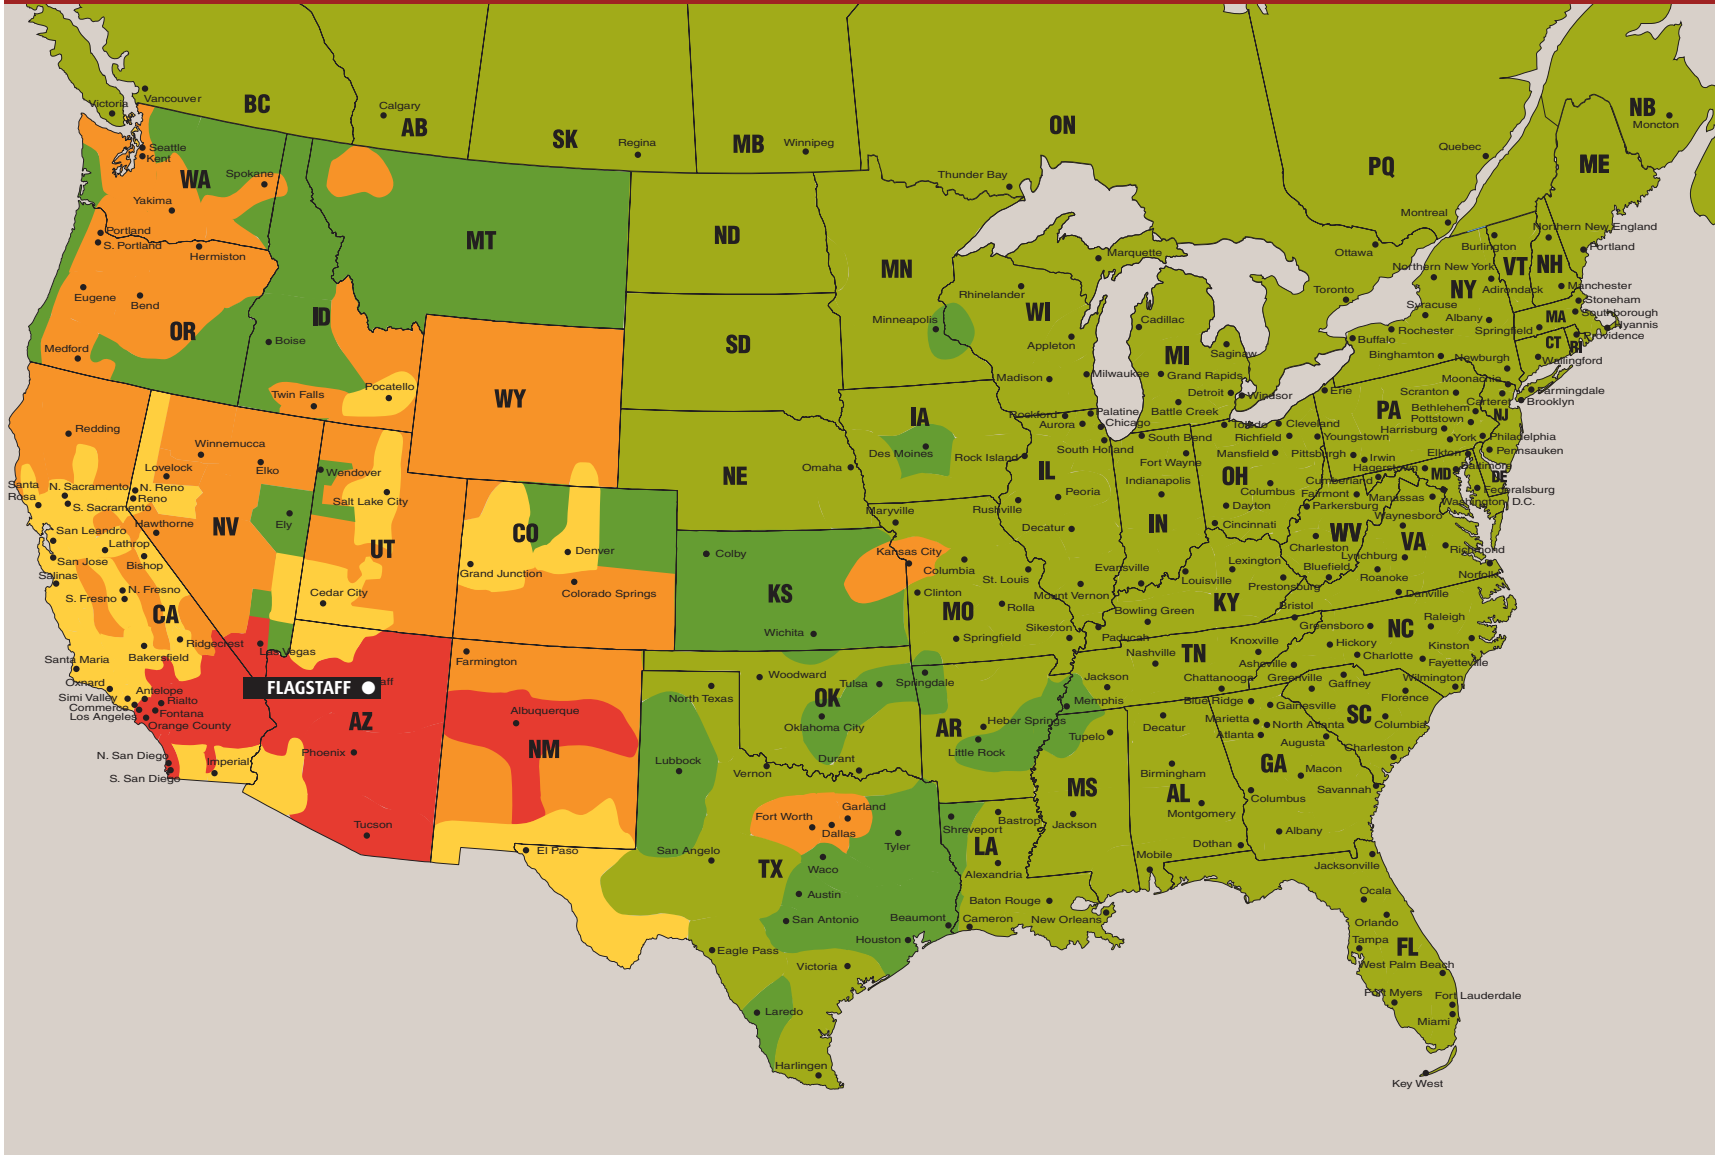 Victoria
Vancouver
BC
Calgary
AB
SK
Regina
MB
Winnipeg
ON
PQ
Quebec
NB
Moncton
ME
Seattle
Kent
WA
Spokane
Yakima
Portland
S. Portland
Hermiston
Eugene
Bend
OR
Medford
ID
Boise
Twin Falls
Pocatello
MT
WY
ND
SD
NE
Omaha
MN
Minneapolis
Thunder Bay
Marquette
Rhinelander
WI
Appleton
Madison
Milwaukee
Cadillac
MI
Saginaw
Grand Rapids
Detroit
Windsor
Battle Creek
Montreal
Ottawa
Toronto
Northern New England
Portland
Burlington
VT
NH
Northern New York
NY
Adirondack
Manchester
Stoneham
Southborough
Hyannis
Providence
MA
Syracuse
Albany
Springfield
Rochester
Buffalo
CT
RI
Wallingford
Binghamton
Newburgh
Moonachie
Farmingdale
Brooklyn
Carteret
Erie
Scranton
PA
Bethlehem
Pottstown
NJ
Harrisburg
York
Philadelphia
Pennsauken
Elkton
Baltimore
Irwin
Pittsburgh
Hagerstown
Cumberland
MD
DE
Federalsburg
Washington, D.C.
Manassas
Fairmont
Parkersburg
WV
Waynesboro
VA
Richmond
Charleston
Lynchburg
Bluefield
Roanoke
Norfolk
Danville
IA
Des Moines
Rockford
Palatine
Aurora
Chicago
South Holland
Rock Island
IL
Peoria
Rushville
Decatur
South Bend
Fort Wayne
Indianapolis
IN
Evansville
Toledo
Cleveland
Richfield
Youngstown
Mansfield
OH
Columbus
Dayton
Cincinnati
Lexington
Louisville
Prestonsburg
KY
Bowling Green
Bristol
Paducah
Mount Vernon
Maryville
Kansas City
Columbia
St. Louis
Clinton
MO
Rolla
Springfield
Sikeston
Redding
Winnemucca
Elko
Lovelock
N. Reno
Reno
Santa
Rosa
N. Sacramento
S. Sacramento
Hawthorne
San Leandro
Lathrop
San Jose
Bishop
Salinas
N. Fresno
S. Fresno
CA
Ridgecrest
Bakersfield
Santa Maria
Oxnard
Simi Valley
Antelope
Commerce
Rialto
Los Angeles
Fontana
Orange County
N. San Diego
S. San Diego
Imperial
NV
Ely
Las Vegas
Wendover
Salt Lake City
UT
Cedar City
CO
Denver
Grand Junction
Colorado Springs
Colby
KS
Wichita
FLAGSTAFF
aff
AZ
Phoenix
Tucson
Farmington
Albuquerque
NM
El Paso
North Texas
Woodward
OK
Tulsa
Oklahoma City
Durant
Vernon
Lubbock
Fort Worth
Garland
Dallas
Tyler
San Angelo
TX
Waco
Austin
San Antonio
Beaumont
Houston
Eagle Pass
Victoria
Laredo
Harlingen
Springdale
AR
Heber Springs
Little Rock
Shreveport
Bastrop
LA
Alexandria
Baton Rouge
Cameron
New Orleans
Nashville
TN
Knoxville
Jackson
Memphis
Chattanooga
Tupelo
MS
Jackson
Decatur
Birmingham
AL
Montgomery
Dothan
Mobile
Greensboro
NC
Raleigh
Hickory
Kinston
Charlotte
Fayetteville
Asheville
Greenville
Gaffney
Wilmington
Florence
SC
Columbia
Charleston
Blue Ridge
Gainesville
Marietta
North Atlanta
Atlanta
Augusta
GA
Macon
Columbus
Savannah
Albany
Jacksonville
Ocala
Orlando
Tampa
FL
West Palm Beach
Fort Myers
Fort Lauderdale
Miami
Key West